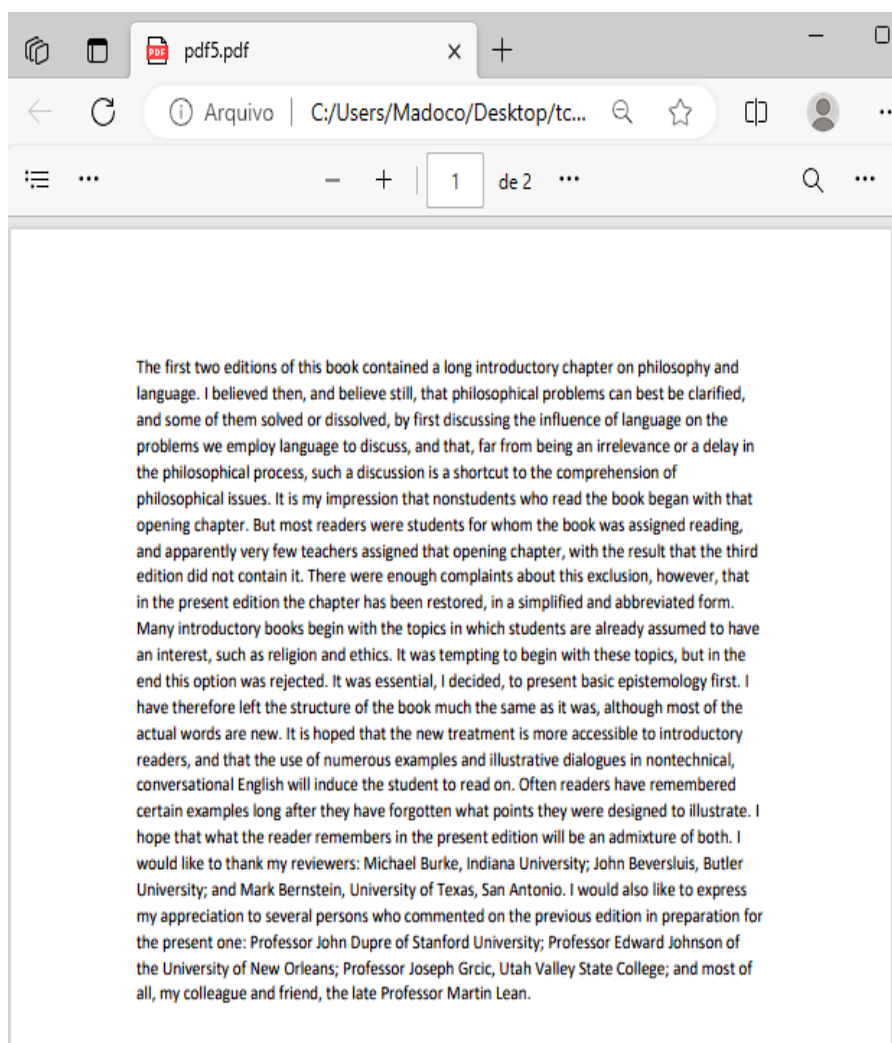 pdf5.pdf
Arquivo | C:/Users/Madoco/Desktop/tc...
1 de 2
The first two editions of this book contained a long introductory chapter on philosophy and
language. I believed then, and believe still, that philosophical problems can best be clarified,
and some of them solved or dissolved, by first discussing the influence of language on the
problems we employ language to discuss, and that, far from being an irrelevance or a delay in
the philosophical process, such a discussion is a shortcut to the comprehension of
philosophical issues. It is my impression that nonstudents who read the book began with that
opening chapter. But most readers were students for whom the book was assigned reading,
and apparently very few teachers assigned that opening chapter, with the result that the third
edition did not contain it. There were enough complaints about this exclusion, however, that
in the present edition the chapter has been restored, in a simplified and abbreviated form.
Many introductory books begin with the topics in which students are already assumed to have
an interest, such as religion and ethics. It was tempting to begin with these topics, but in the
end this option was rejected. It was essential, I decided, to present basic epistemology first. I
have therefore left the structure of the book much the same as it was, although most of the
actual words are new. It is hoped that the new treatment is more accessible to introductory
readers, and that the use of numerous examples and illustrative dialogues in nontechnical,
conversational English will induce the student to read on. Often readers have remembered
certain examples long after they have forgotten what points they were designed to illustrate. I
hope that what the reader remembers in the present edition will be an admixture of both. I
would like to thank my reviewers: Michael Burke, Indiana University; John Beversluis, Butler
University; and Mark Bernstein, University of Texas, San Antonio. I would also like to express
my appreciation to several persons who commented on the previous edition in preparation for
the present one: Professor John Dupre of Stanford University; Professor Edward Johnson of
the University of New Orleans; Professor Joseph Grcic, Utah Valley State College; and most of
all, my colleague and friend, the late Professor Martin Lean.